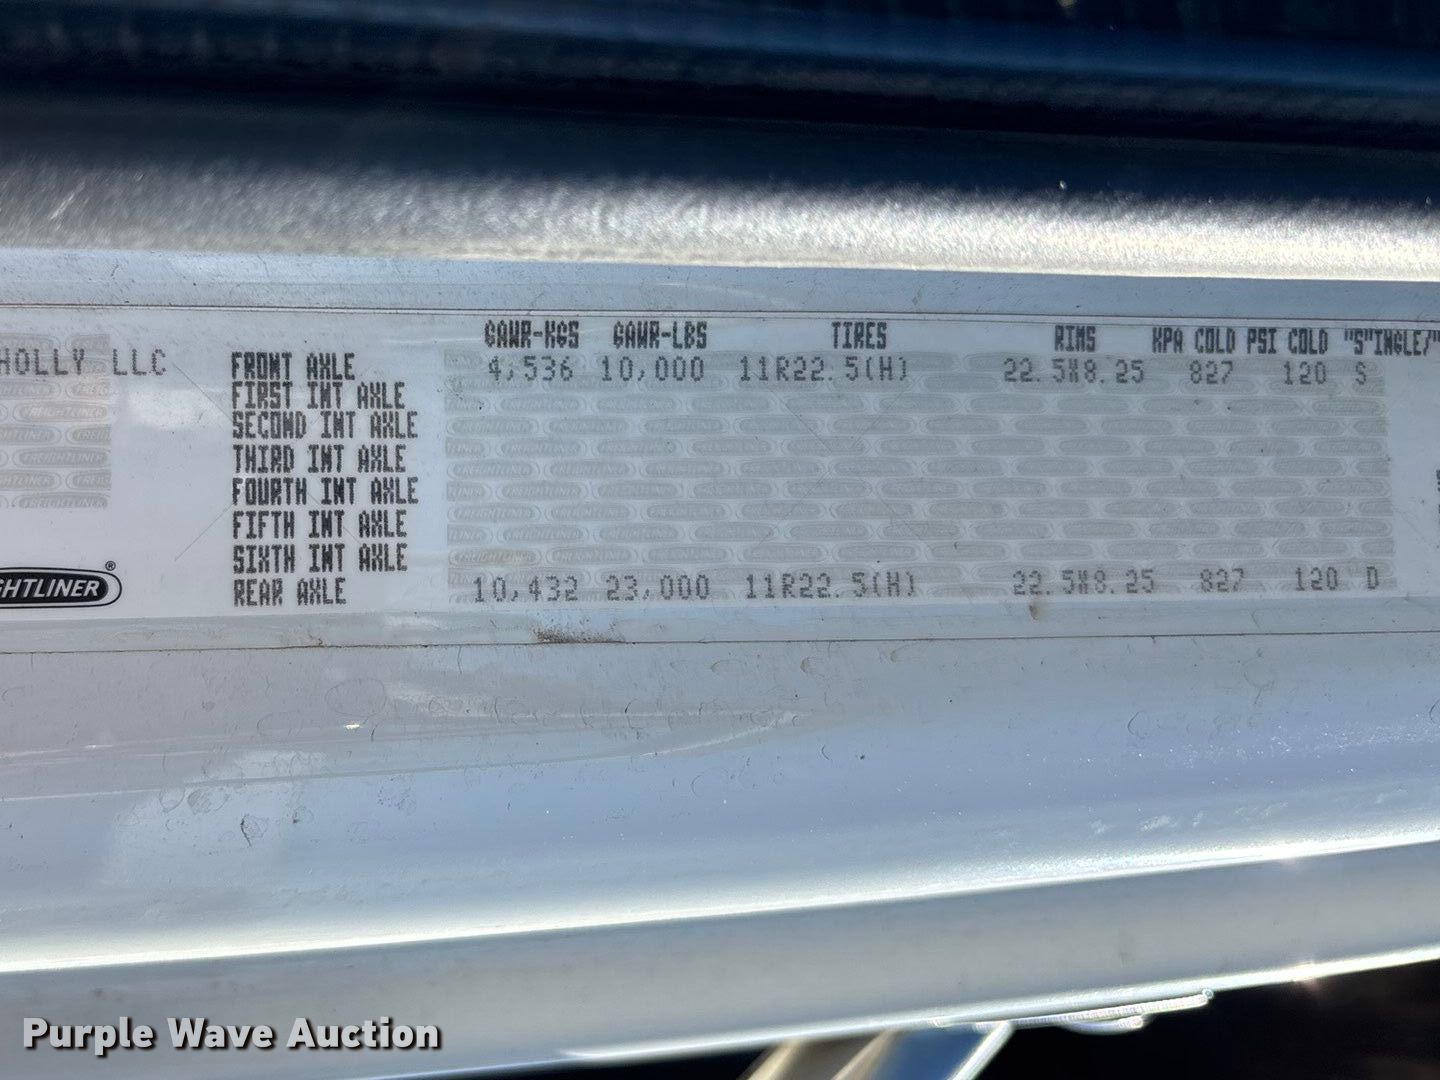 GAWR-KGS GAWR-LBS TIRES RIMS KPA COLD PSI COLD "S"INGLE/"
HOLLY LLC
FRONT AXLE 4,536 10,000 11R22.5(H) 22.5X8.25 827 120 S
FIRST INT AXLE
SECOND INT AXLE
THIRD INT AXLE
FOURTH INT AXLE
FIFTH INT AXLE
SIXTH INT AXLE
REAR AXLE 10,432 23,000 11R22.5(H) 22.5X8.25 827 120 D
GHTLINER®
Purple Wave Auction